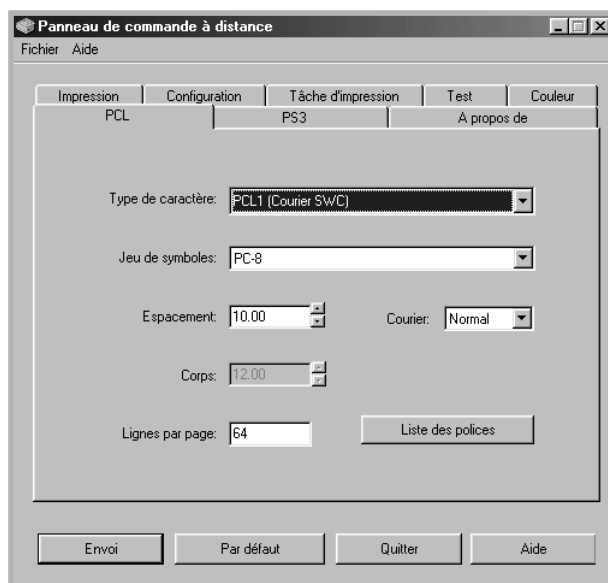 Panneau de commande à distance
Fichier Aide
Impression Configuration Tâche d'impression Test Couleur
PCL PS3 A propos de
Type de caractère: PCL1 (Courier SWC)
Jeu de symboles: PC-8
Espacement: 10.00 Courier: Normal
Corps: 12.00
Lignes par page: 64 Liste des polices
Envoi Par défaut Quitter Aide